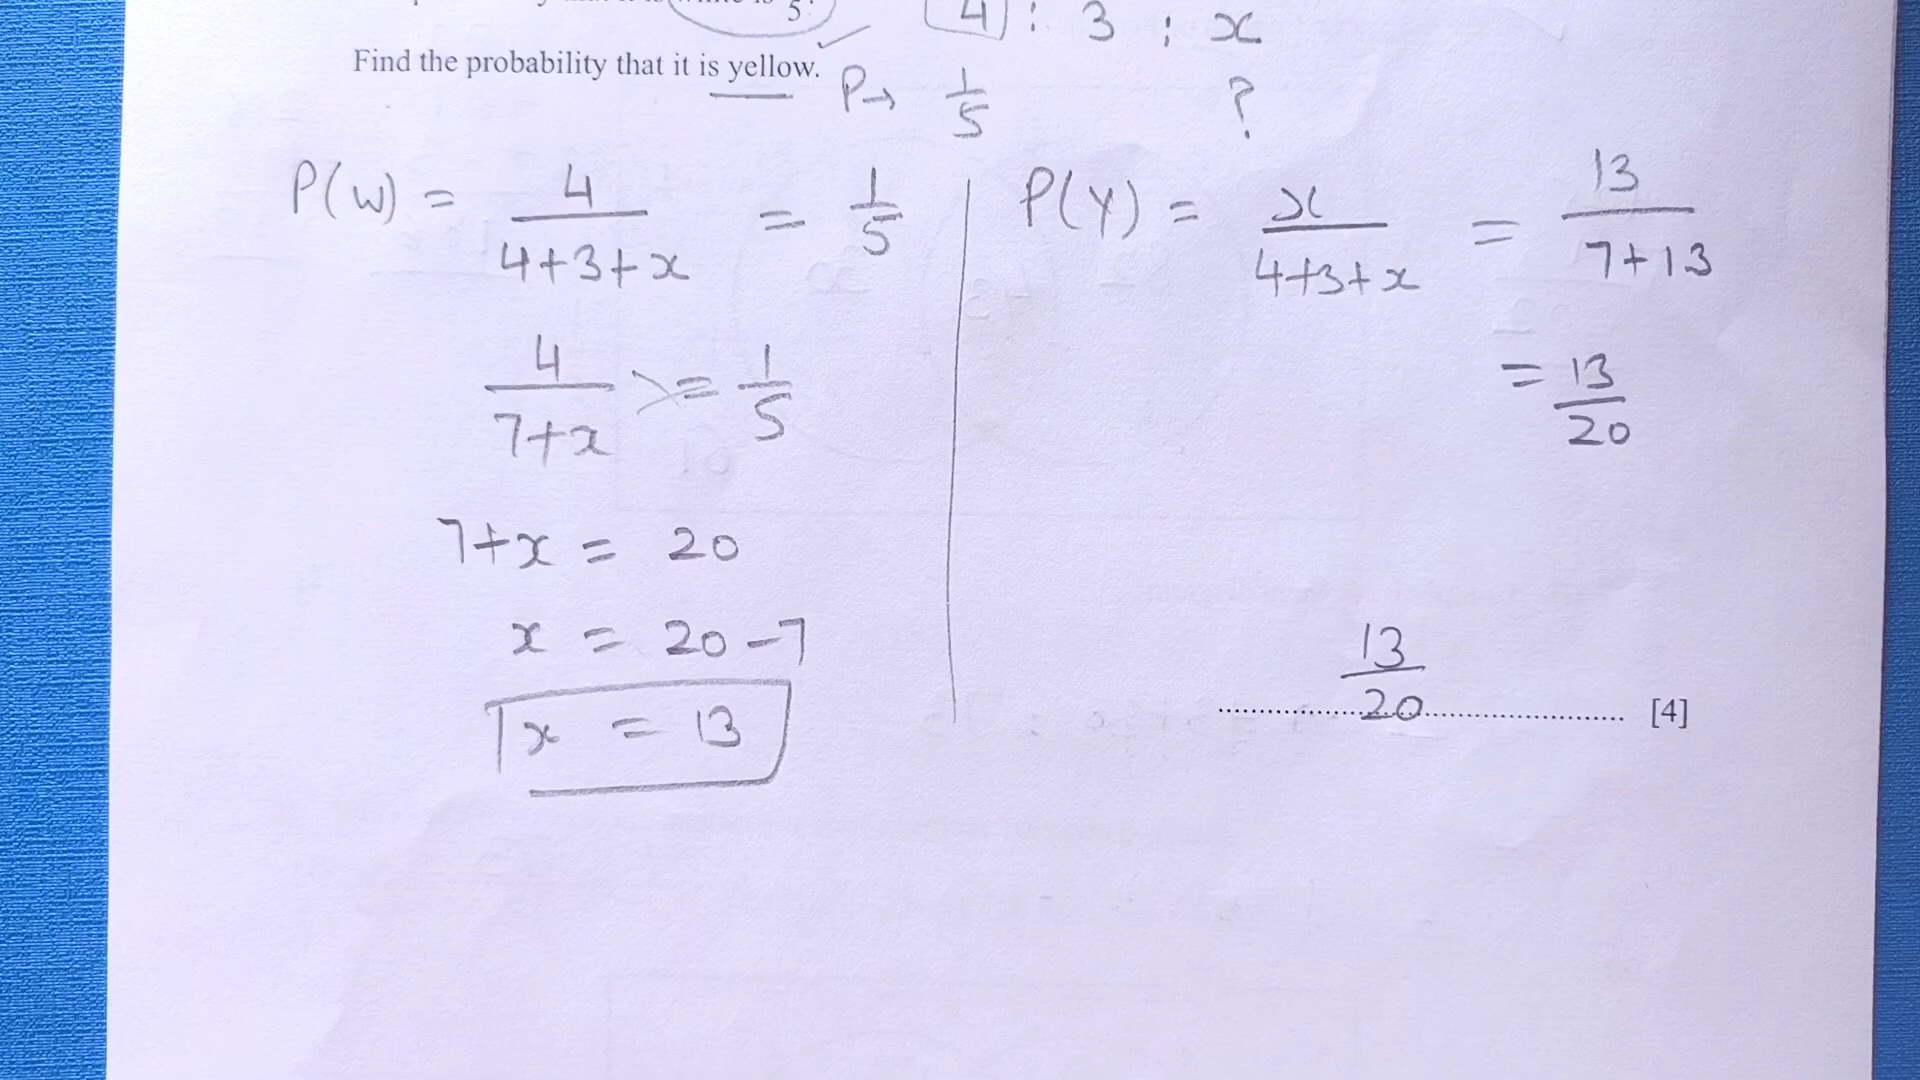 5.
4 : 3 : x
Find the probability that it is yellow.
P→ 1/5 ?
P(W) = 4/(4+3+x) = 1/5
4/(7+x) = 1/5
7+x = 20
x = 20-7
x = 13
P(Y) = x/(4+3+x) = 13/(7+13)
= 13/20
13/20 [4]